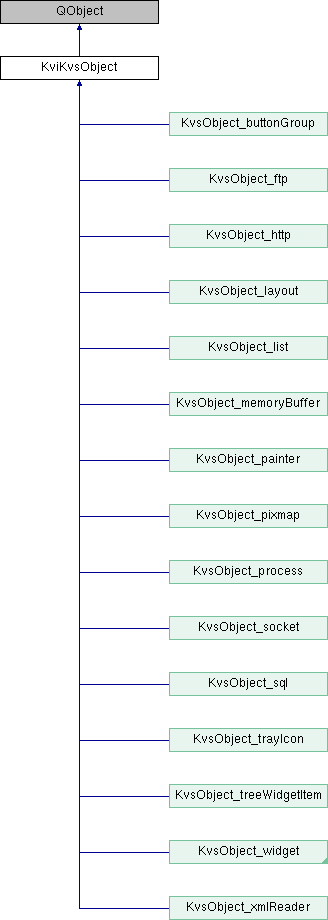 QObject
KviKvsObject
KvsObject_buttonGroup
KvsObject_ftp
KvsObject_http
KvsObject_layout
KvsObject_list
KvsObject_memoryBuffer
KvsObject_painter
KvsObject_pixmap
KvsObject_process
KvsObject_socket
KvsObject_sql
KvsObject_trayIcon
KvsObject_treeWidgetItem
KvsObject_widget
KvsObject_xmlReader